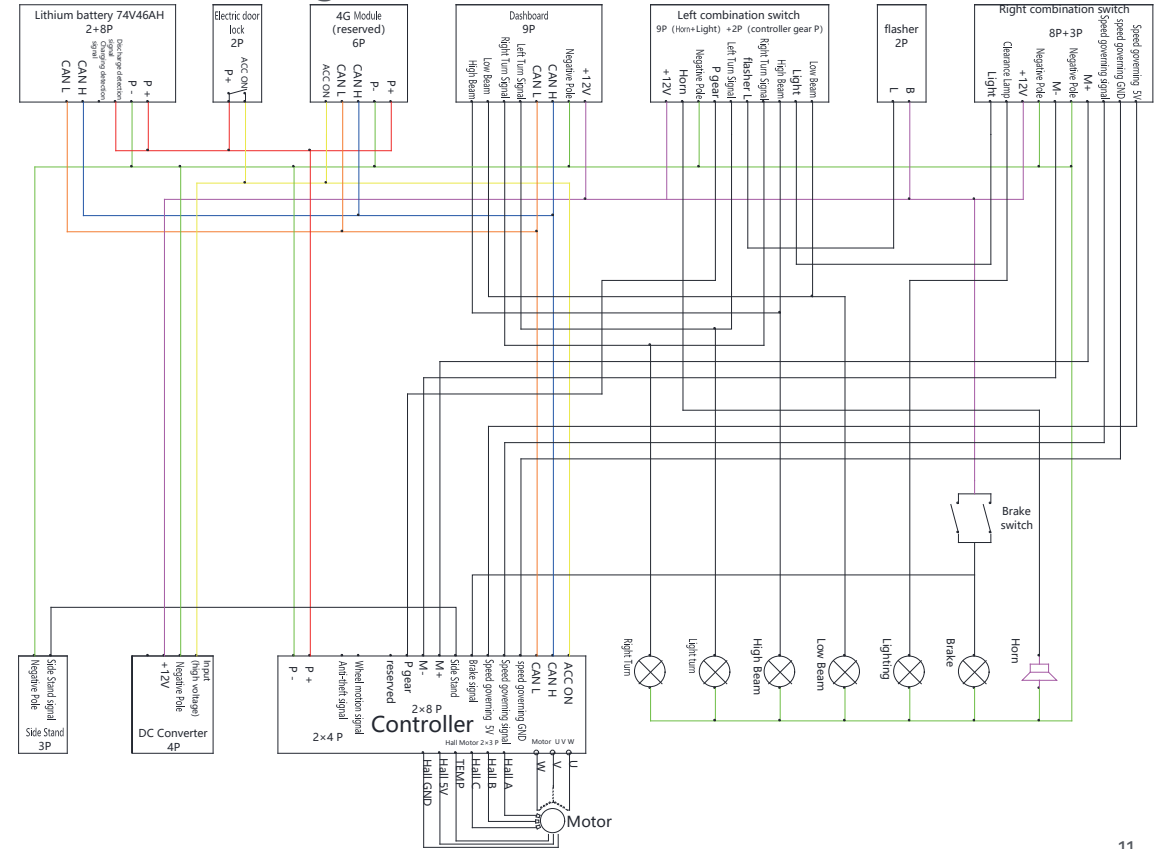 Lithium battery 74V46AH
2+8P
CAN L
CAN H
Charging detection
signal
Discharge detection
signal
P -
P +
Electric door
lock
2P
P+
ACC ON
4G Module
(reserved)
6P
ACC ON
CAN L
CAN H
P-
P+
Dashboard
9P
High Beam
Low Beam
Right Turn Signal
Left Turn Signal
CAN L
CAN H
Negative Pole
+12V
Left combination switch
9P (Horn+Light) +2P (controller gear P)
+12V
Horn
Negative Pole
P gear
Left Turn Signal
flasher L
Right Turn Signal
High Beam
Light
Low Beam
flasher
2P
L
B
Right combination switch
8P+3P
Light
Clearance Lamp
+12V
Negative Pole
M-
Negative Pole
M+
Speed governing signal
speed governing GND
Speed governing 5V
Brake
switch
Right Turn
Light turn
High Beam
Low Beam
Lighting
Brake
Horn
Negative Pole
Side Stand signal
Side Stand
3P
+12V
Negative Pole
Input
(high voltage)
DC Converter
4P
P -
P +
Anti-theft signal
Wheel motion signal
reserved
P gear
M-
M+
Side Stand
Brake signal
Speed governing 5V
Speed governing signal
speed governing GND
CAN L
CAN H
ACC ON
2×8 P
Controller
2×4 P
Hall Motor 2×3 P
Motor U V W
Hall GND
Hall 5V
TEMP
Hall C
Hall B
Hall A
W
V
U
Motor
11